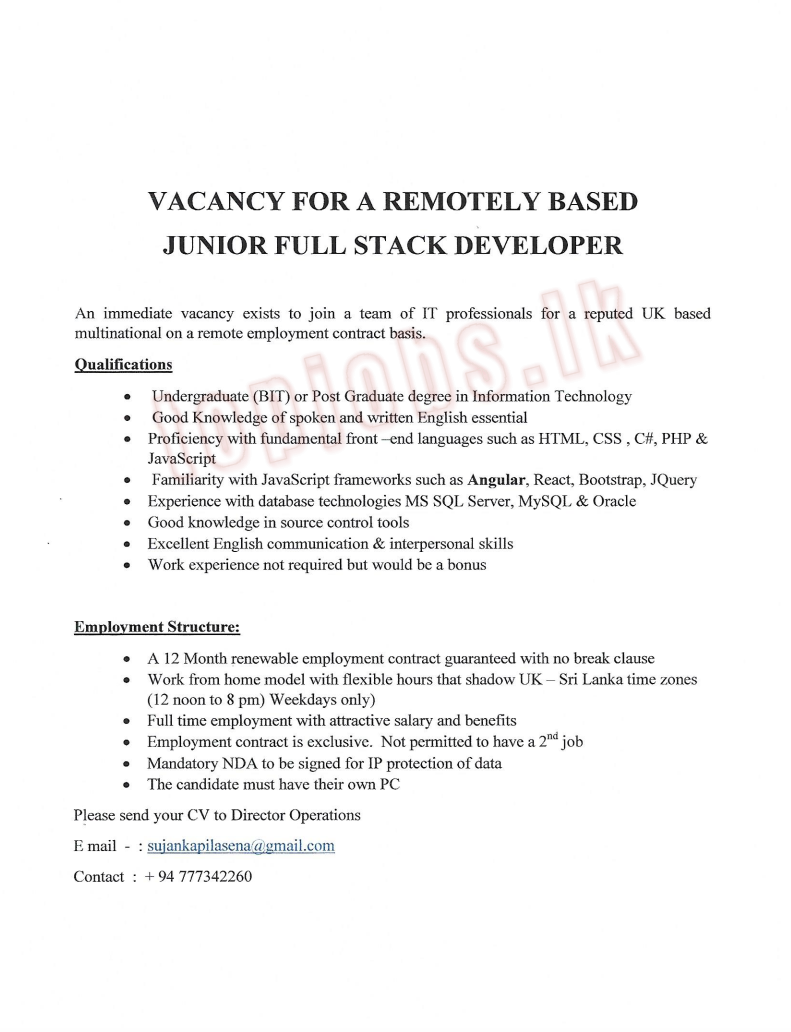 VACANCY FOR A REMOTELY BASED
JUNIOR FULL STACK DEVELOPER
An immediate vacancy exists to join a team of IT professionals for a reputed UK based
multinational on a remote employment contract basis.
Qualifications
• Undergraduate (BIT) or Post Graduate degree in Information Technology
• Good Knowledge of spoken and written English essential
• Proficiency with fundamental front –end languages such as HTML, CSS , C#, PHP &
JavaScript
• Familiarity with JavaScript frameworks such as Angular, React, Bootstrap, JQuery
• Experience with database technologies MS SQL Server, MySQL & Oracle
• Good knowledge in source control tools
• Excellent English communication & interpersonal skills
• Work experience not required but would be a bonus
Employment Structure:
• A 12 Month renewable employment contract guaranteed with no break clause
• Work from home model with flexible hours that shadow UK – Sri Lanka time zones
(12 noon to 8 pm) Weekdays only)
• Full time employment with attractive salary and benefits
• Employment contract is exclusive. Not permitted to have a 2nd job
• Mandatory NDA to be signed for IP protection of data
• The candidate must have their own PC
Please send your CV to Director Operations
E mail - : sujankapilasena@gmail.com
Contact : + 94 777342260
topjobs.lk